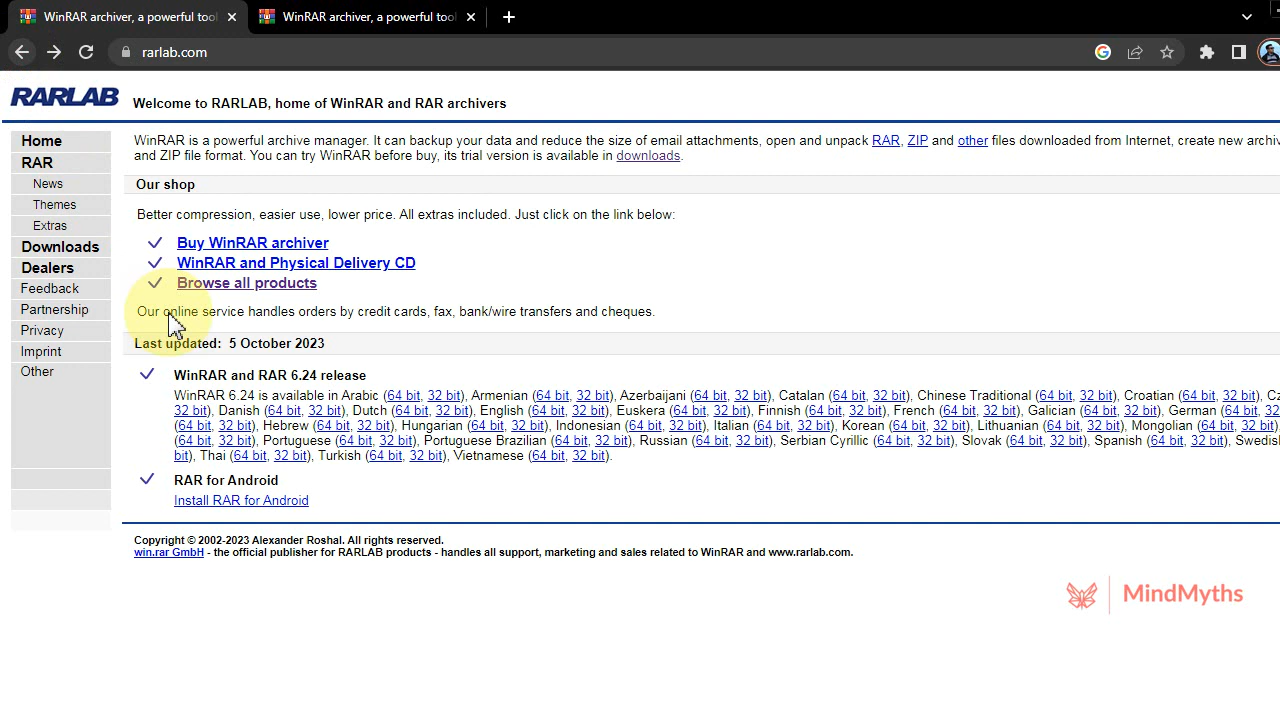 WinRAR archiver, a powerful tool
WinRAR archiver, a powerful tool
rarlab.com
RARLAB
Welcome to RARLAB, home of WinRAR and RAR archivers
Home
RAR
News
Themes
Extras
Downloads
Dealers
Feedback
Partnership
Privacy
Imprint
Other
WinRAR is a powerful archive manager. It can backup your data and reduce the size of email attachments, open and unpack RAR, ZIP and other files downloaded from Internet, create new
and ZIP file format. You can try WinRAR before buy, its trial version is available in downloads.
Our shop
Better compression, easier use, lower price. All extras included. Just click on the link below:
Buy WinRAR archiver
WinRAR and Physical Delivery CD
Browse all products
Our online service handles orders by credit cards, fax, bank/wire transfers and cheques.
Last updated: 5 October 2023
WinRAR and RAR 6.24 release
WinRAR 6.24 is available in Arabic (64 bit, 32 bit), Armenian (64 bit, 32 bit), Azerbaijani (64 bit, 32 bit), Catalan (64 bit, 32 bit), Chinese Traditional (64 bit, 32 bit), Croatian (64 bit, 32 bit),
32 bit), Danish (64 bit, 32 bit), Dutch (64 bit, 32 bit), English (64 bit, 32 bit), Euskera (64 bit, 32 bit), Finnish (64 bit, 32 bit), French (64 bit, 32 bit), Galician (64 bit, 32 bit), German (64 bit, 32
(64 bit, 32 bit), Hebrew (64 bit, 32 bit), Hungarian (64 bit, 32 bit), Indonesian (64 bit, 32 bit), Italian (64 bit, 32 bit), Korean (64 bit, 32 bit), Lithuanian (64 bit, 32 bit), Mongolian (64 bit, 32 bit)
(64 bit, 32 bit), Portuguese (64 bit, 32 bit), Portuguese Brazilian (64 bit, 32 bit), Russian (64 bit, 32 bit), Serbian Cyrillic (64 bit, 32 bit), Slovak (64 bit, 32 bit), Spanish (64 bit, 32 bit), Swedis
bit), Thai (64 bit, 32 bit), Turkish (64 bit, 32 bit), Vietnamese (64 bit, 32 bit).
RAR for Android
Install RAR for Android
Copyright © 2002-2023 Alexander Roshal. All rights reserved.
win.rar GmbH - the official publisher for RARLAB products - handles all support, marketing and sales related to WinRAR and www.rarlab.com.
MindMyths